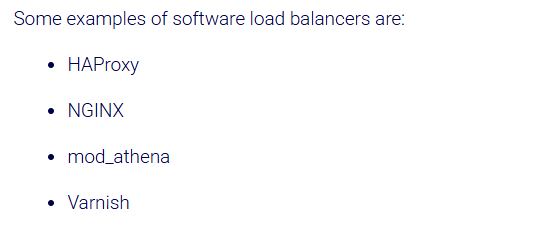 Some examples of software load balancers are:
• HAProxy
• NGINX
• mod_athena
• Varnish